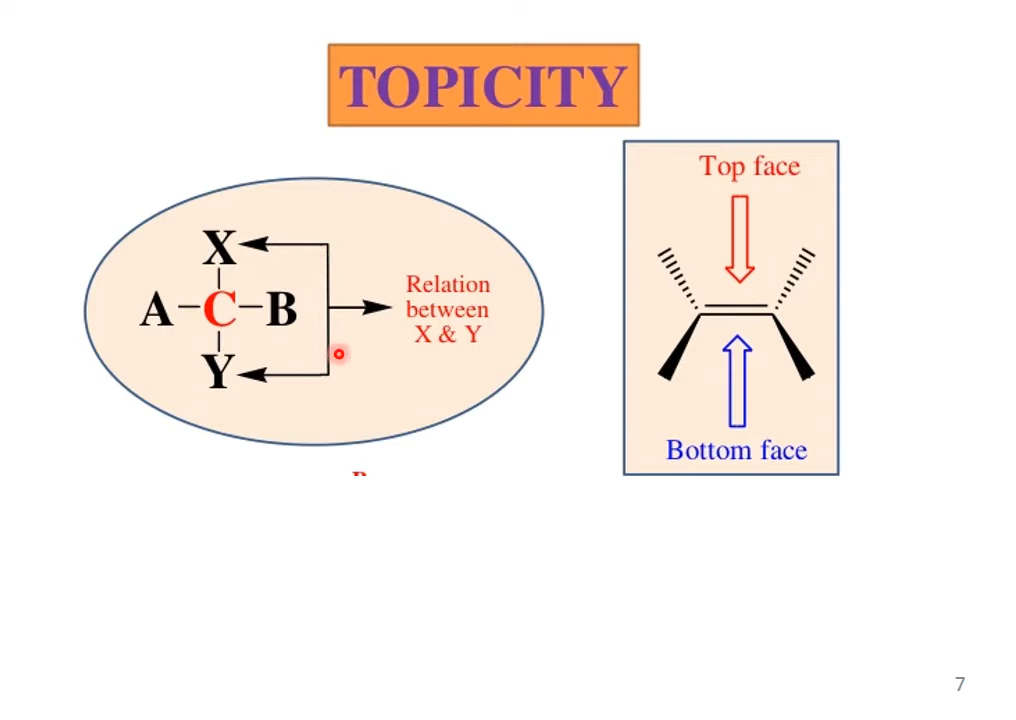 TOPICITY
X
A C B
Y
Relation
between
X & Y
Top face
Bottom face
7